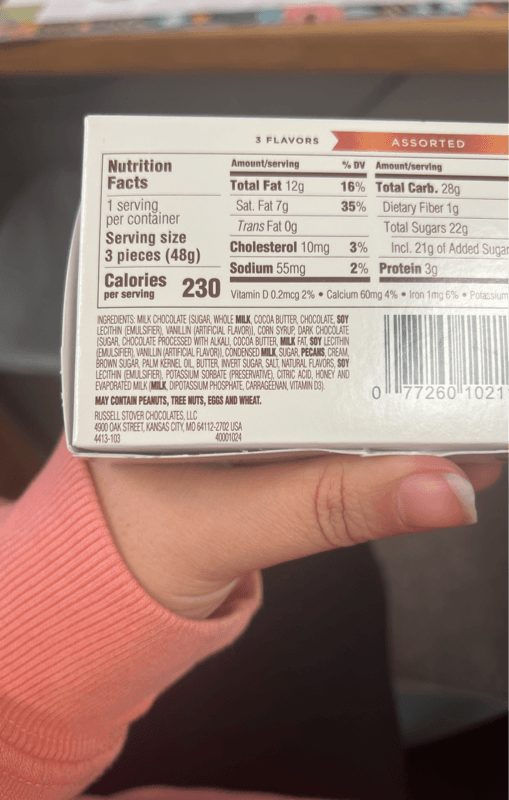 3 FLAVORS
ASSORTED
Nutrition
Facts
1 serving
per container
Serving size
3 pieces (48g)
Calories
per serving
230
Amount/serving % DV
Total Fat 12g 16%
Sat. Fat 7g 35%
Trans Fat 0g
Cholesterol 10mg 3%
Sodium 55mg 2%
Amount/serving
Total Carb. 28g
Dietary Fiber 1g
Total Sugars 22g
Incl. 21g of Added Sugar
Protein 3g
Vitamin D 0.2mcg 2% • Calcium 60mg 4% • Iron 1mg 6% • Potassium
INGREDIENTS: MILK CHOCOLATE (SUGAR, WHOLE MILK, COCOA BUTTER, CHOCOLATE, SOY
LECITHIN (EMULSIFIER), VANILLIN (ARTIFICIAL FLAVOR)), CORN SYRUP, DARK CHOCOLATE
(SUGAR, CHOCOLATE PROCESSED WITH ALKALI, COCOA BUTTER, MILK FAT, SOY LECITHIN
(EMULSIFIER), VANILLIN (ARTIFICIAL FLAVOR)), CONDENSED MILK, SUGAR, PECANS, CREAM,
BROWN SUGAR, PALM KERNEL OIL, BUTTER, INVERT SUGAR, SALT, NATURAL FLAVORS, SOY
LECITHIN (EMULSIFIER), POTASSIUM SORBATE (PRESERVATIVE), CITRIC ACID, HONEY AND
EVAPORATED MILK (MILK, DIPOTASSIUM PHOSPHATE, CARRAGEENAN, VITAMIN D3).
MAY CONTAIN PEANUTS, TREE NUTS, EGGS AND WHEAT.
RUSSELL STOVER CHOCOLATES, LLC
4900 OAK STREET, KANSAS CITY, MO 64112-2702 USA
4413-103 40001024
0 77260 1021